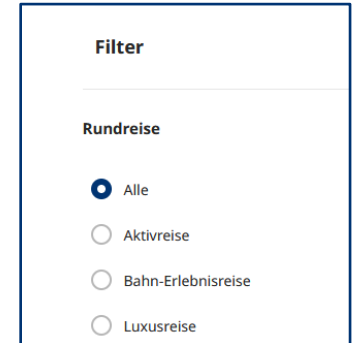 Filter
Rundreise
Alle
Aktivreise
Bahn-Erlebnisreise
Luxusreise